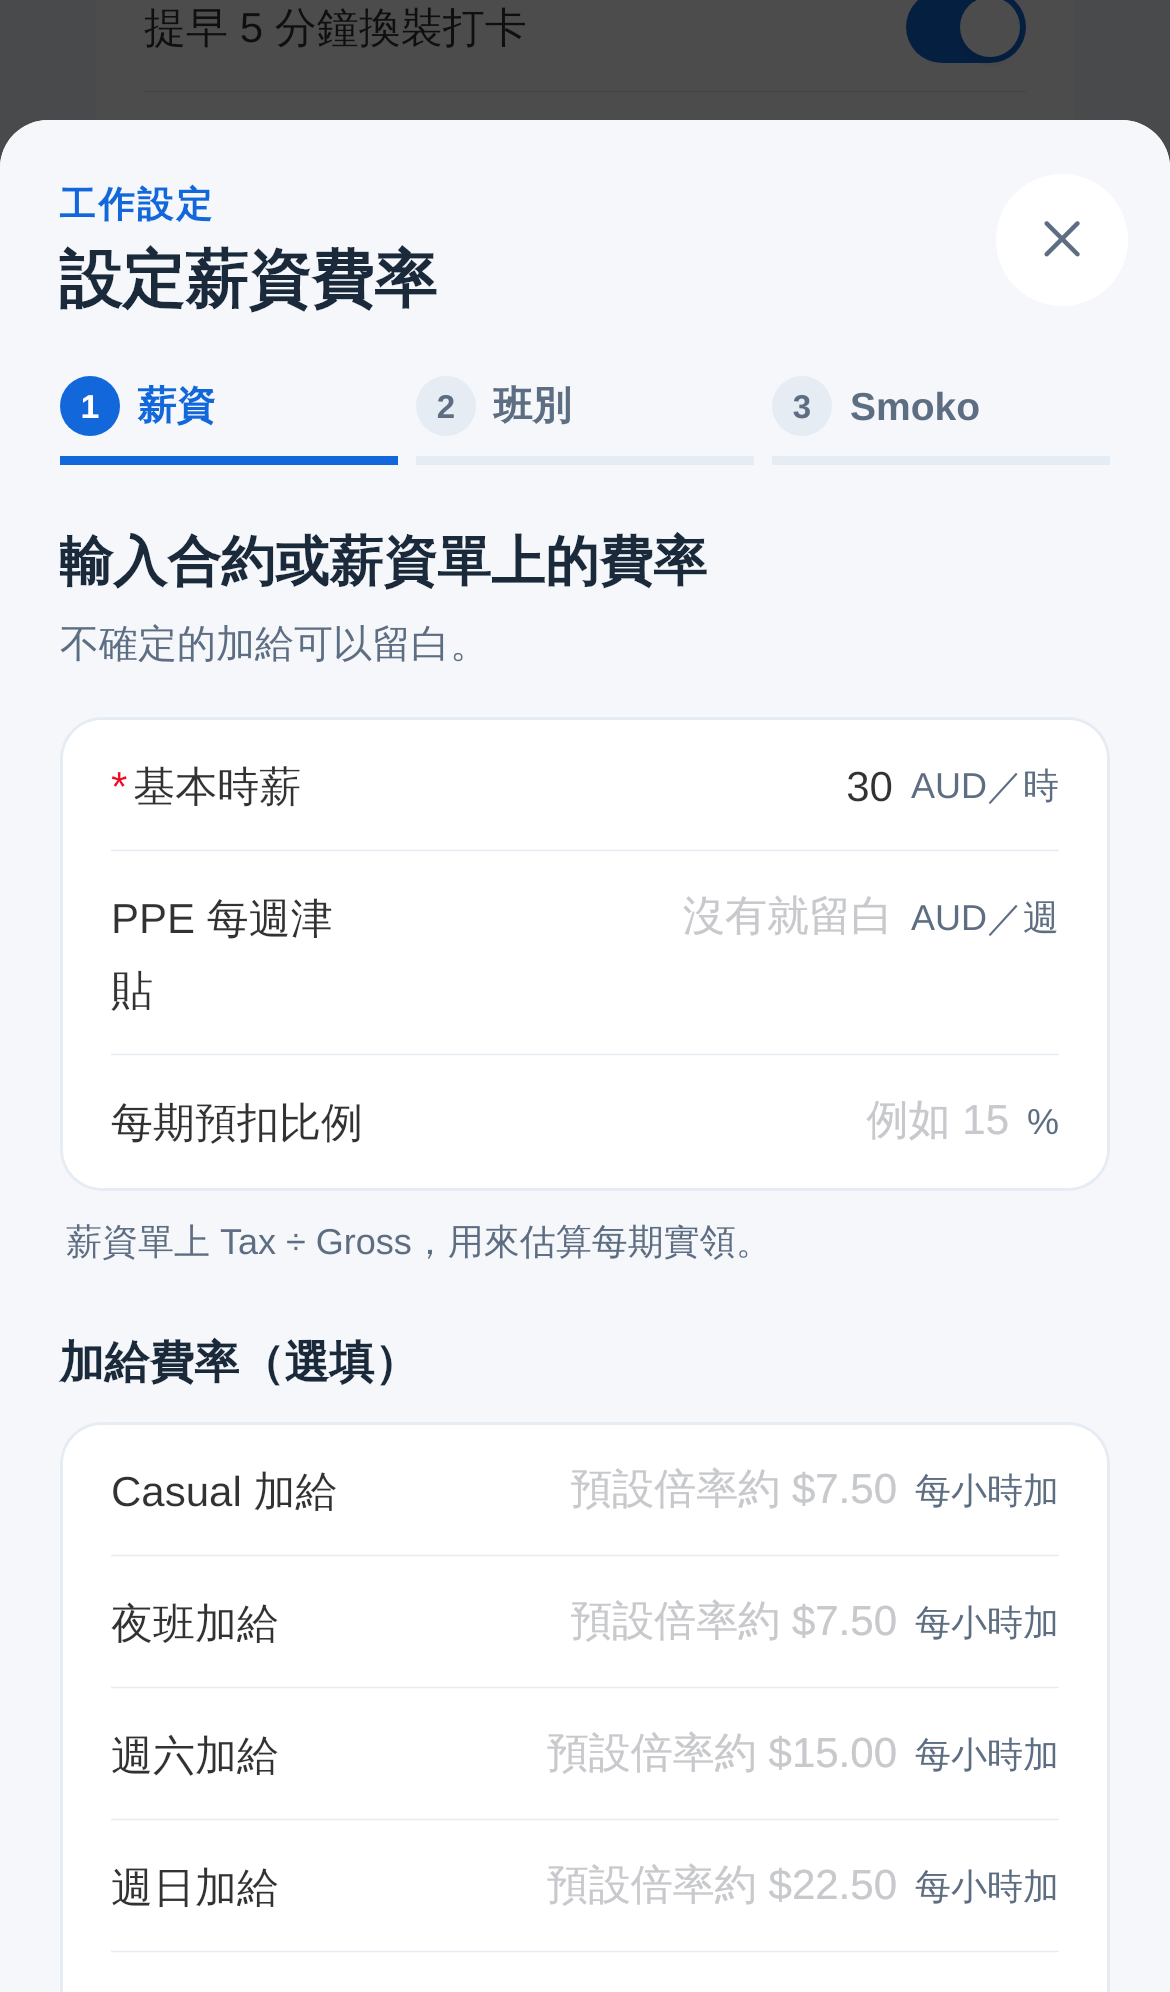 提早 5 分鐘換裝打卡
工作設定
設定薪資費率
1 薪資
2 班別
3 Smoko
輸入合約或薪資單上的費率
不確定的加給可以留白。
*基本時薪 30 AUD／時
PPE 每週津 沒有就留白 AUD／週
貼
每期預扣比例 例如 15 %
薪資單上 Tax ÷ Gross，用來估算每期實領。
加給費率（選填）
Casual 加給 預設倍率約 $7.50 每小時加
夜班加給 預設倍率約 $7.50 每小時加
週六加給 預設倍率約 $15.00 每小時加
週日加給 預設倍率約 $22.50 每小時加